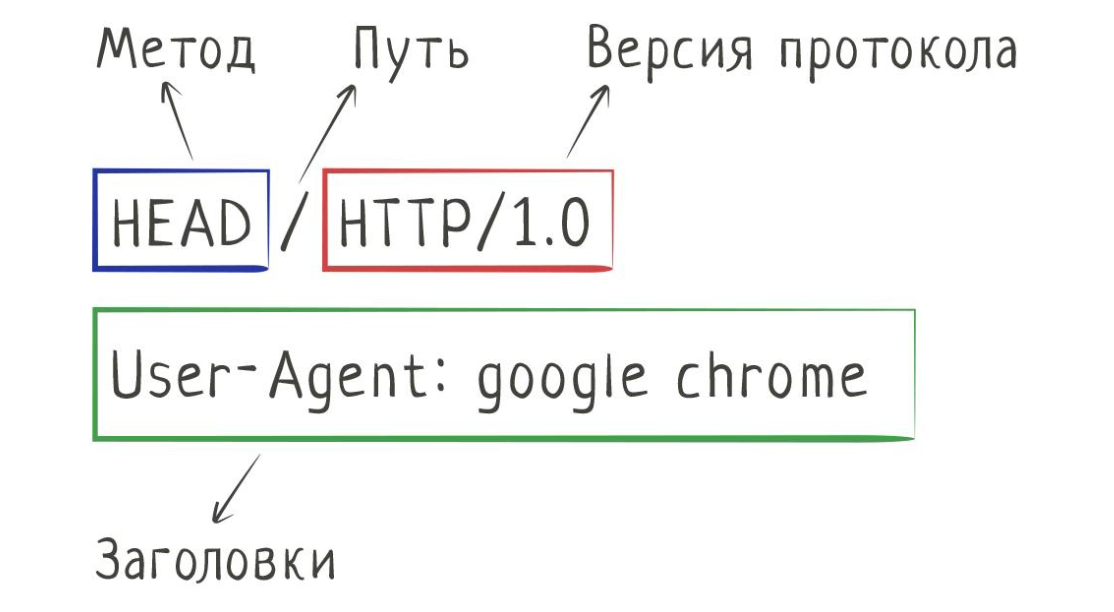 Метод Путь Версия протокола
HEAD / HTTP/1.0
User-Agent: google chrome
Заголовки